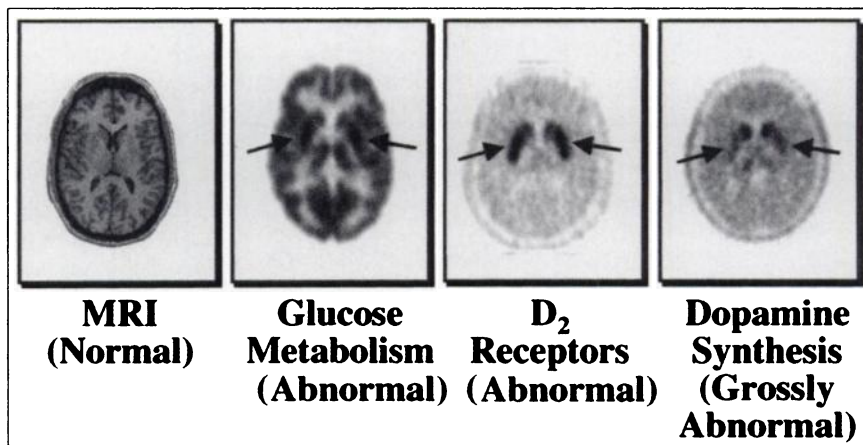 MRI
(Normal)
Glucose
Metabolism
(Abnormal)
D₂
Receptors
(Abnormal)
Dopamine
Synthesis
(Grossly
Abnormal)